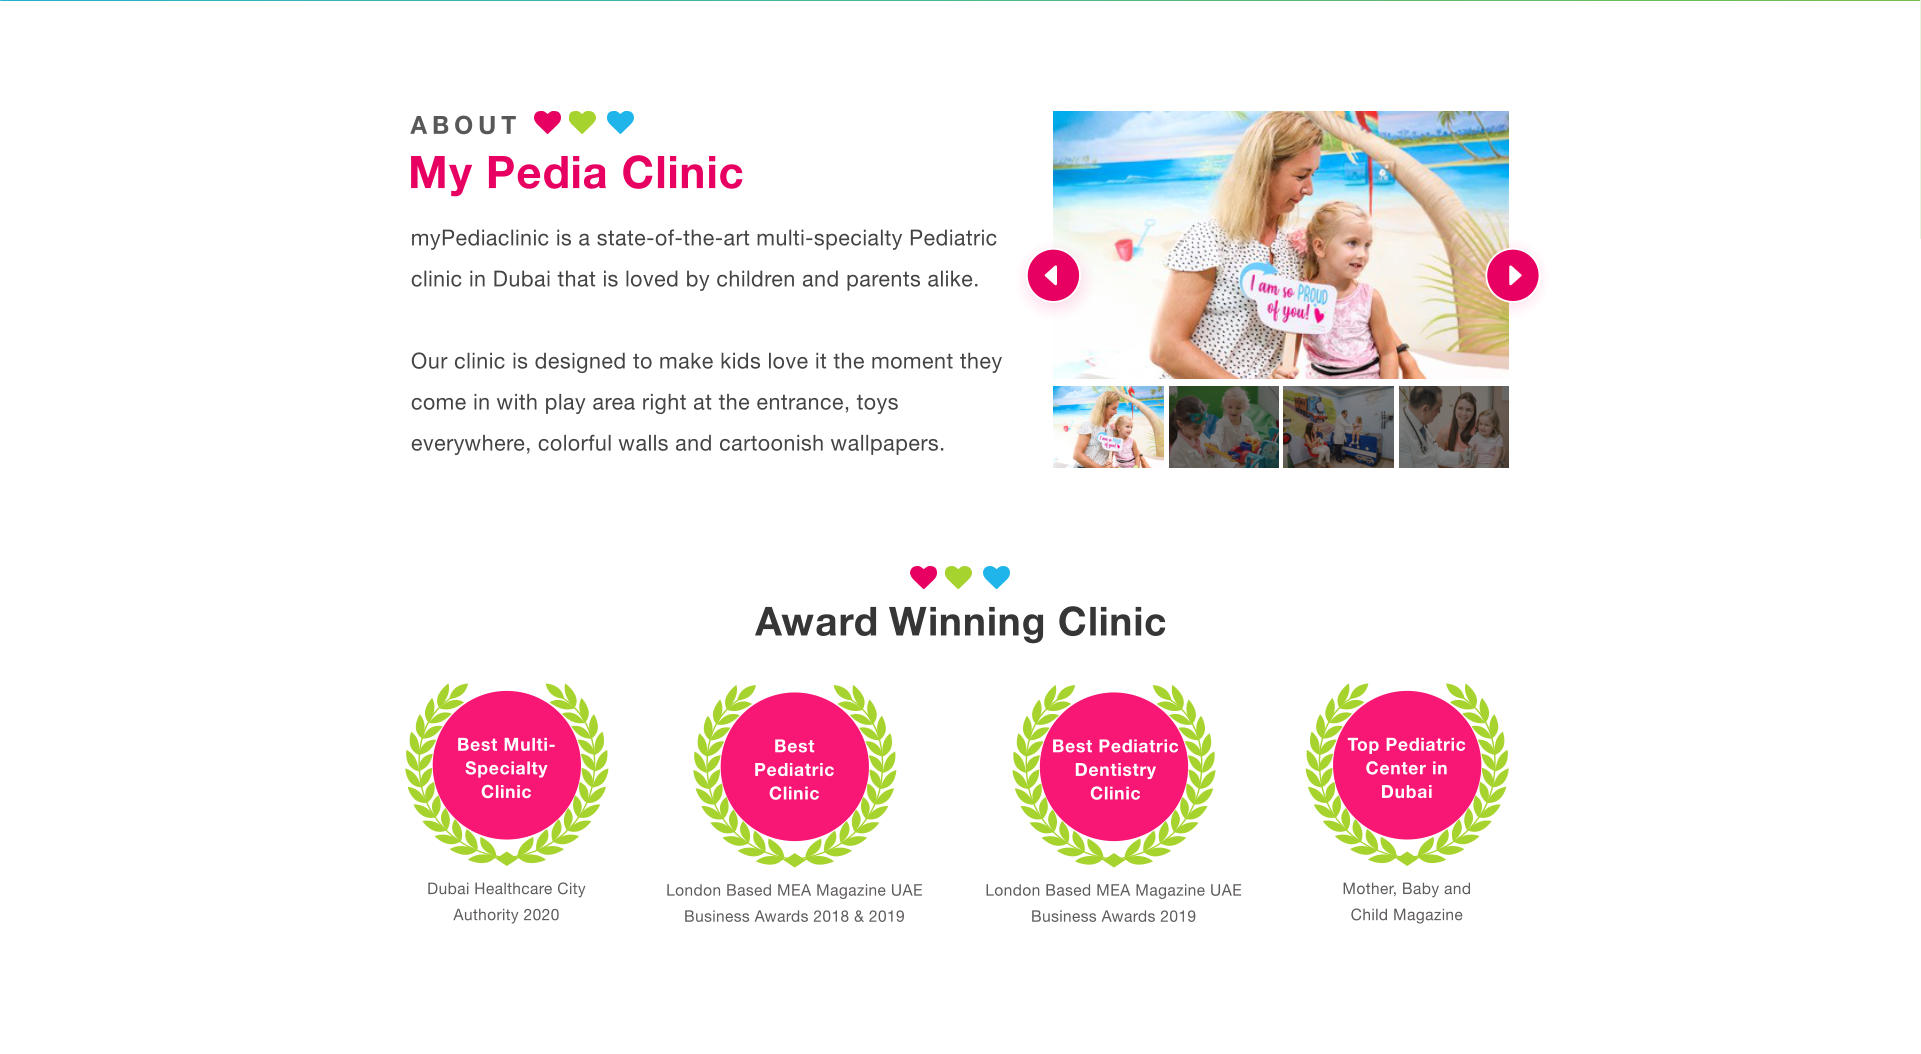 ABOUT
My Pedia Clinic
myPediaclinic is a state-of-the-art multi-specialty Pediatric
clinic in Dubai that is loved by children and parents alike.
Our clinic is designed to make kids love it the moment they
come in with play area right at the entrance, toys
everywhere, colorful walls and cartoonish wallpapers.
I am so PROUD
of you!
I am so PROUD
of you!
Award Winning Clinic
Best Multi-
Specialty
Clinic
Dubai Healthcare City
Authority 2020
Best
Pediatric
Clinic
London Based MEA Magazine UAE
Business Awards 2018 & 2019
Best Pediatric
Dentistry
Clinic
London Based MEA Magazine UAE
Business Awards 2019
Top Pediatric
Center in
Dubai
Mother, Baby and
Child Magazine